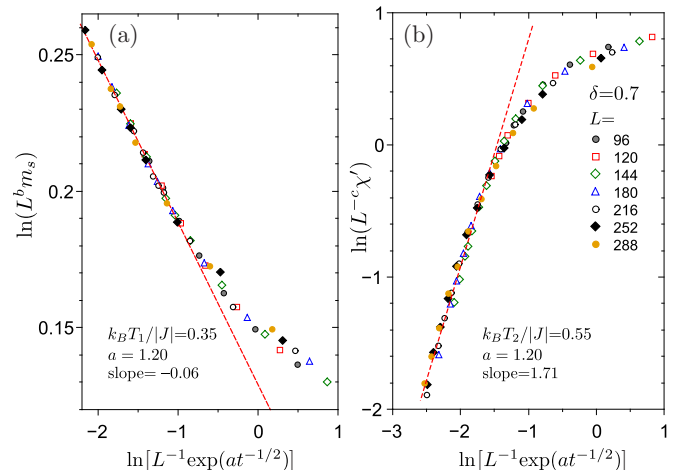 (a)
0.25
0.2
0.15
ln(L^b m_s)
k_BT_1/|J|=0.35
a = 1.20
slope= −0.06
−2 −1 0 1
ln[L^{-1}exp(at^{-1/2})]
(b)
1
0
−1
−2
ln(L^{-c}χ′)
δ=0.7
L=
96
120
144
180
216
252
288
k_BT_2/|J|=0.55
a = 1.20
slope=1.71
−3 −2 −1 0 1
ln[L^{-1}exp(at^{-1/2})]